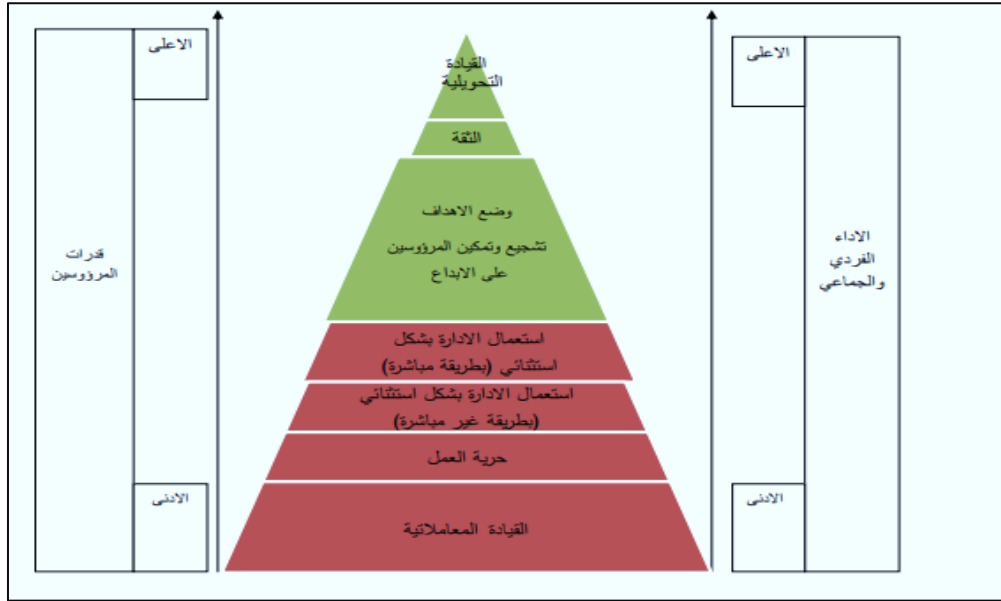 الاعلى
الاعلى
القيادة
التحويلية
الثقة
وضع الاهداف
تشجيع وتمكين المرؤوسين
على الابداع
الاداء
الفردي
والجماعي
قدرات
المرؤوسين
استعمال الادارة بشكل
استثنائي (بطريقة مباشرة)
استعمال الادارة بشكل استثنائي
(بطريقة غير مباشرة)
حرية العمل
الادنى
الادنى
القيادة المعاملاتية